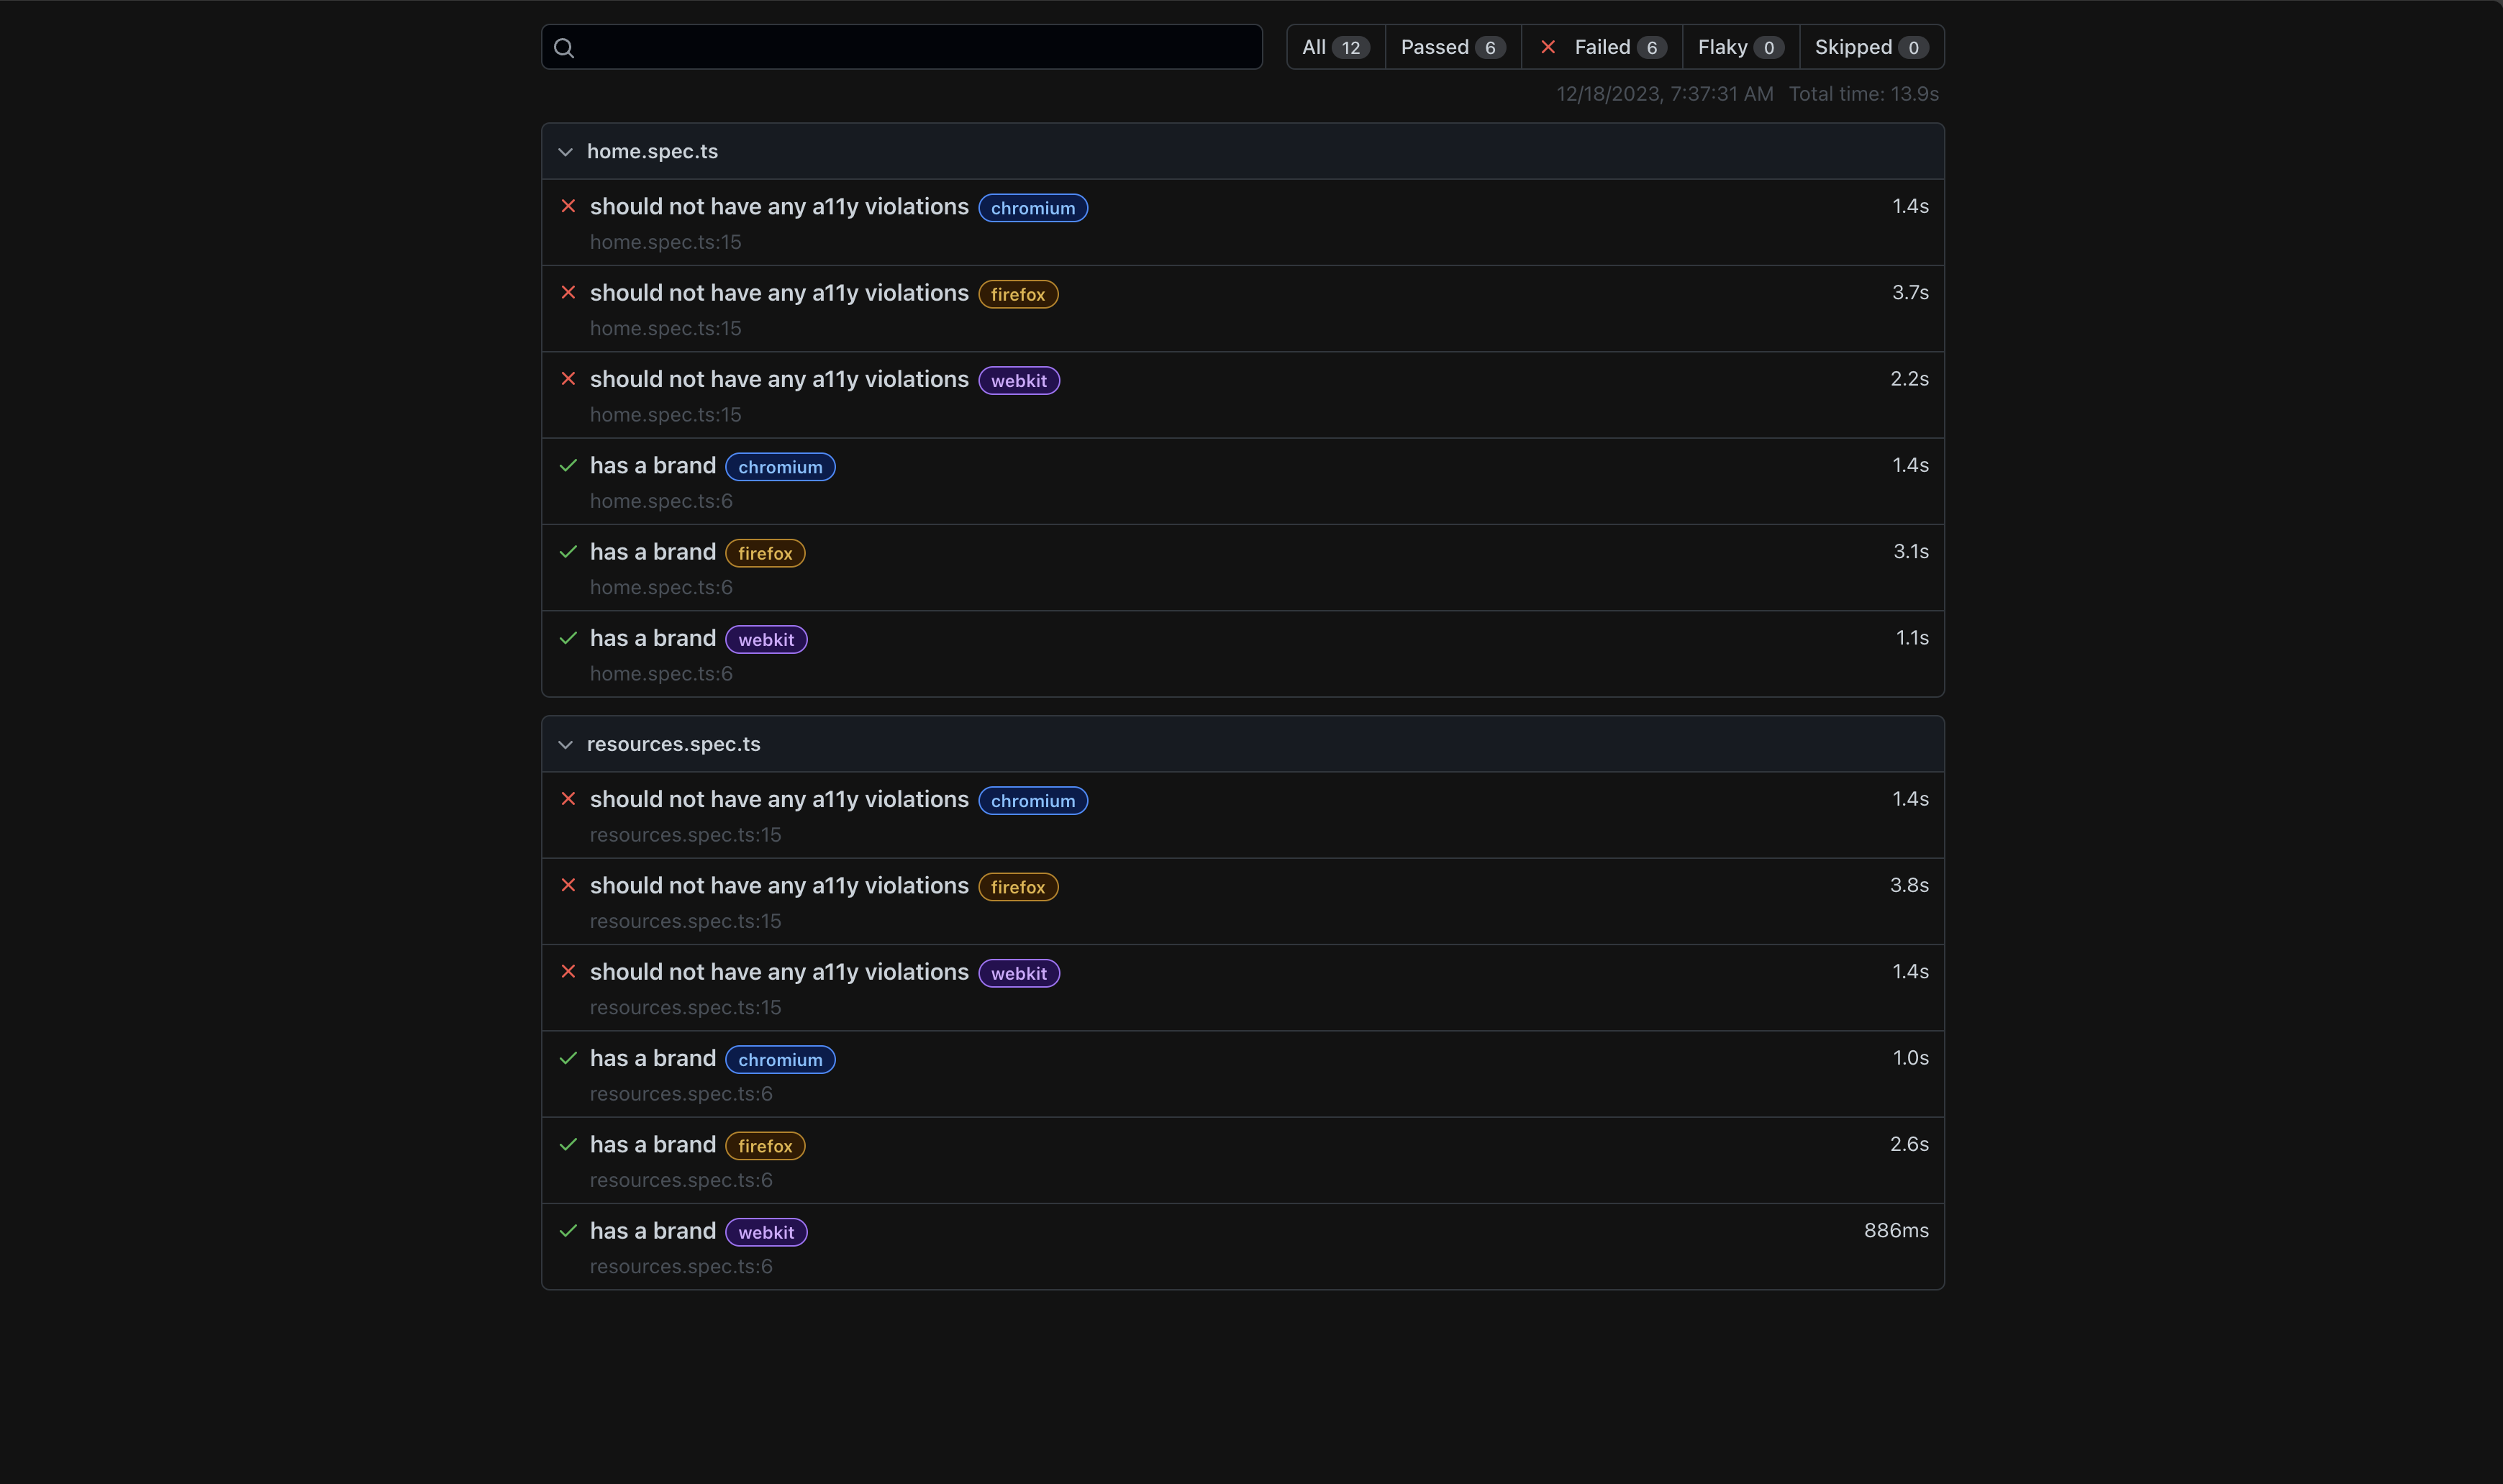 All 12 Passed 6 Failed 6 Flaky 0 Skipped 0
12/18/2023, 7:37:31 AM Total time: 13.9s
home.spec.ts
should not have any a11y violations chromium 1.4s
home.spec.ts:15
should not have any a11y violations firefox 3.7s
home.spec.ts:15
should not have any a11y violations webkit 2.2s
home.spec.ts:15
has a brand chromium 1.4s
home.spec.ts:6
has a brand firefox 3.1s
home.spec.ts:6
has a brand webkit 1.1s
home.spec.ts:6
resources.spec.ts
should not have any a11y violations chromium 1.4s
resources.spec.ts:15
should not have any a11y violations firefox 3.8s
resources.spec.ts:15
should not have any a11y violations webkit 1.4s
resources.spec.ts:15
has a brand chromium 1.0s
resources.spec.ts:6
has a brand firefox 2.6s
resources.spec.ts:6
has a brand webkit 886ms
resources.spec.ts:6